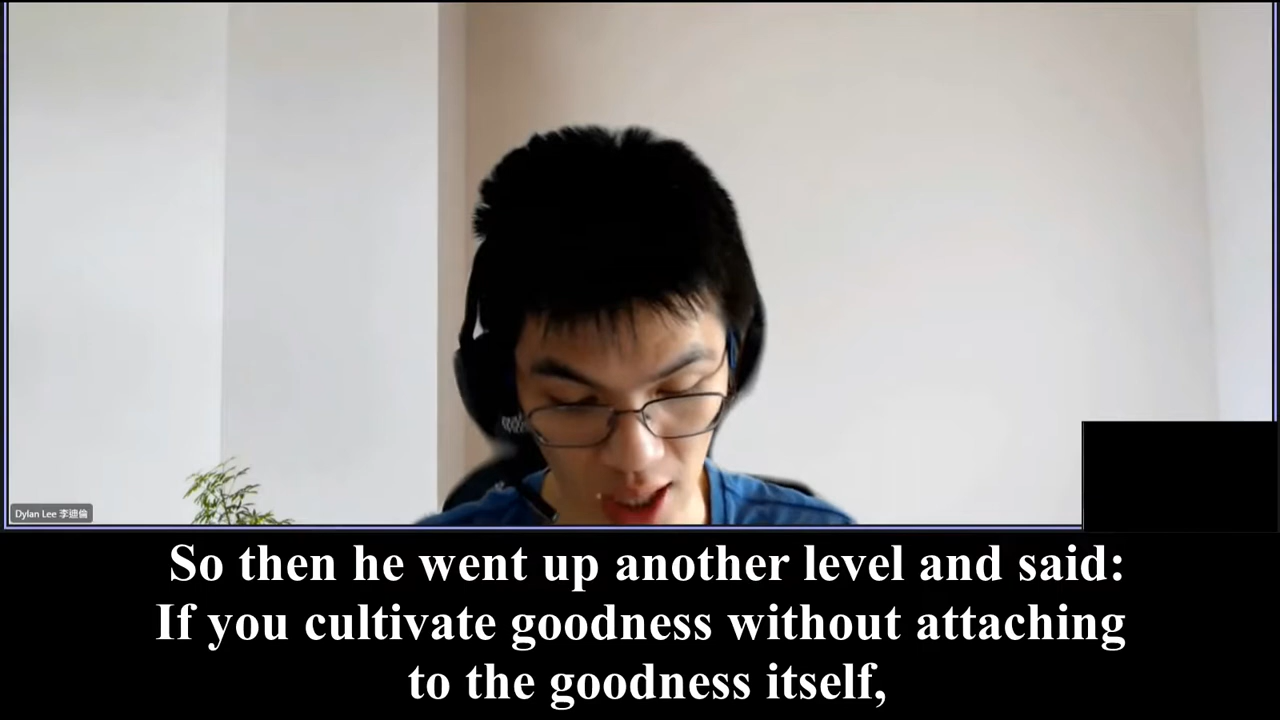 Dylan Lee 李迪倫
So then he went up another level and said:
If you cultivate goodness without attaching
to the goodness itself,